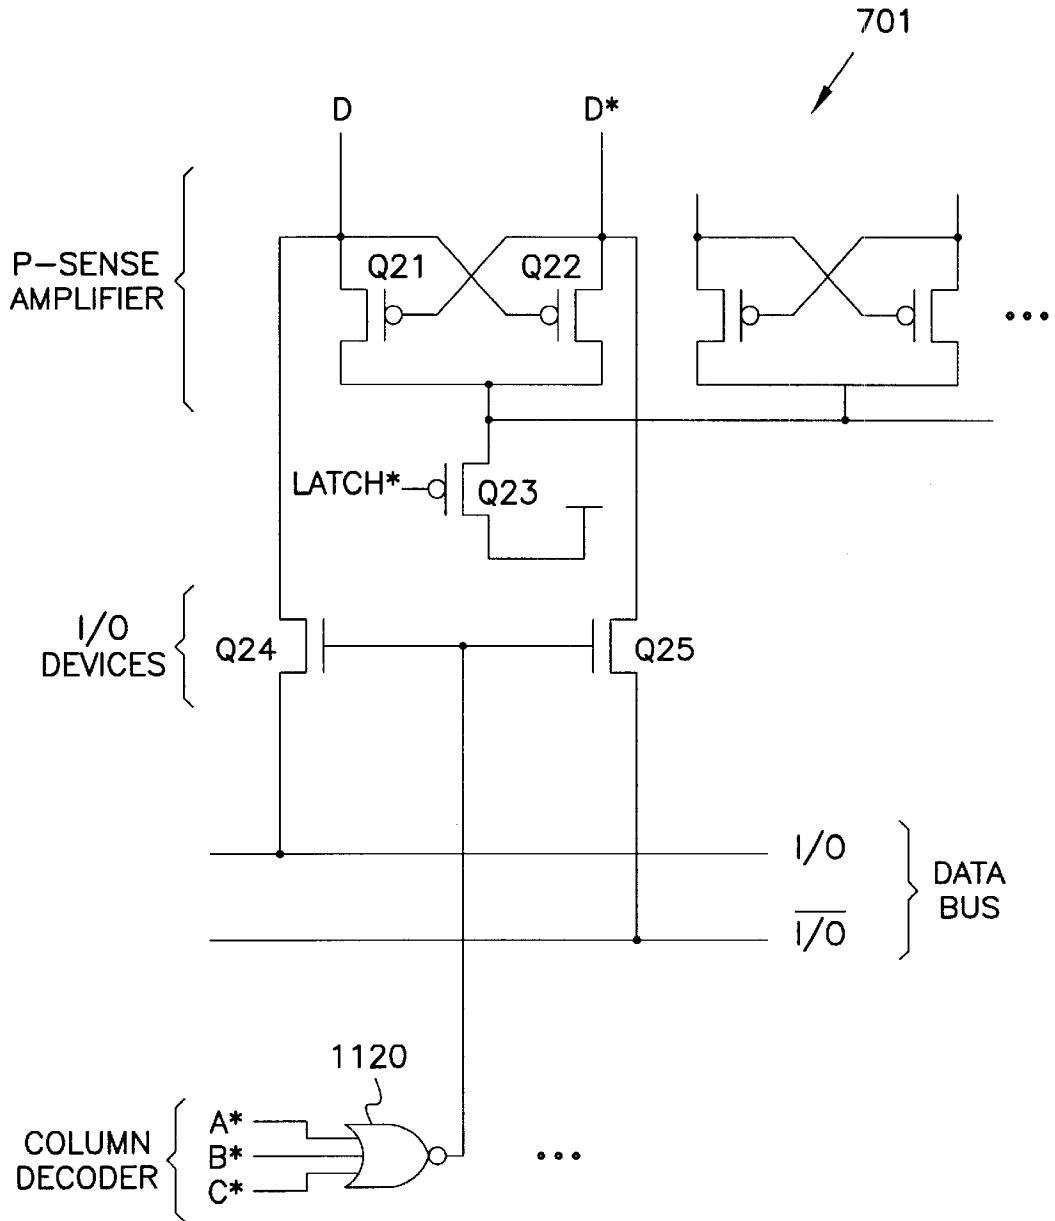 701
D
D*
P-SENSE
AMPLIFIER
Q21
Q22
LATCH*
Q23
I/O
DEVICES
Q24
Q25
I/O
I/O
DATA
BUS
1120
COLUMN
DECODER
A*
B*
C*